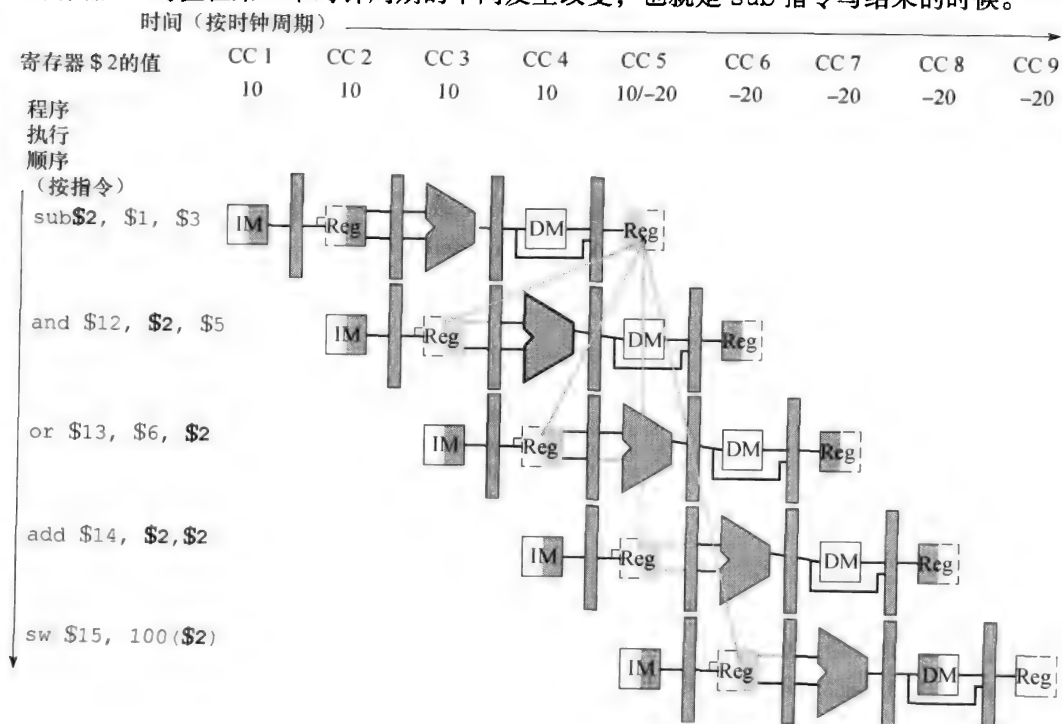 时间（按时钟周期）
寄存器$2的值 CC 1 CC 2 CC 3 CC 4 CC 5 CC 6 CC 7 CC 8 CC 9
10 10 10 10 10/–20 –20 –20 –20 –20
程序
执行
顺序
（按指令）
sub$2, $1, $3 IM Reg DM Reg
and $12, $2, $5 IM Reg DM Reg
or $13, $6, $2 IM Reg DM Reg
add $14, $2,$2 IM Reg DM Reg
sw $15, 100($2) IM Reg DM Reg